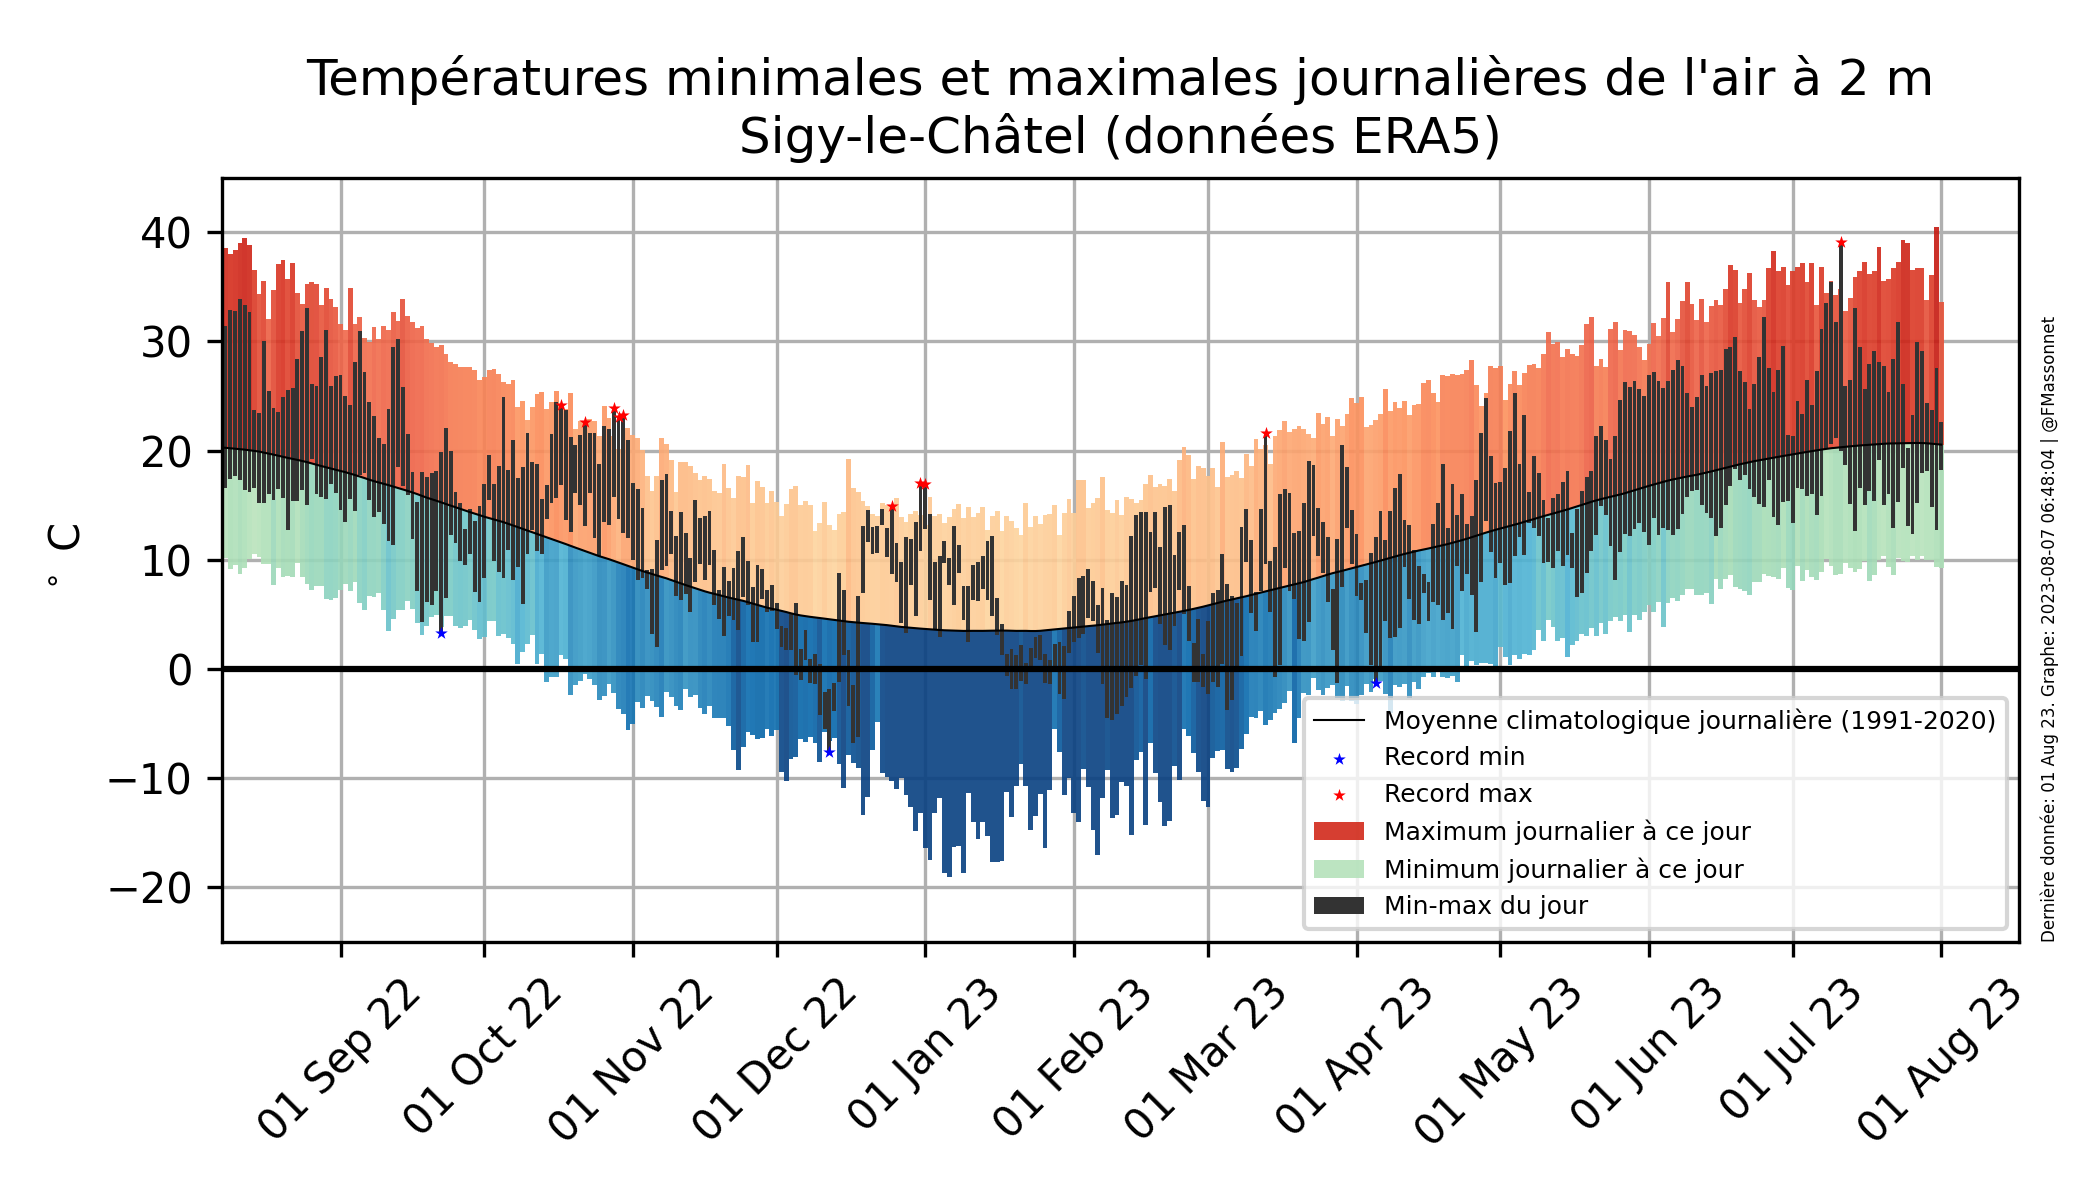 Températures minimales et maximales journalières de l'air à 2 m
Sigy-le-Châtel (données ERA5)
° C
40
30
20
10
0
−10
−20
01 Sep 22
01 Oct 22
01 Nov 22
01 Dec 22
01 Jan 23
01 Feb 23
01 Mar 23
01 Apr 23
01 May 23
01 Jun 23
01 Jul 23
01 Aug 23
Moyenne climatologique journalière (1991-2020)
Record min
Record max
Maximum journalier à ce jour
Minimum journalier à ce jour
Min-max du jour
Dernière donnée: 01 Aug 23. Graphe: 2023-08-07 06:48:04 | @FMassonnet